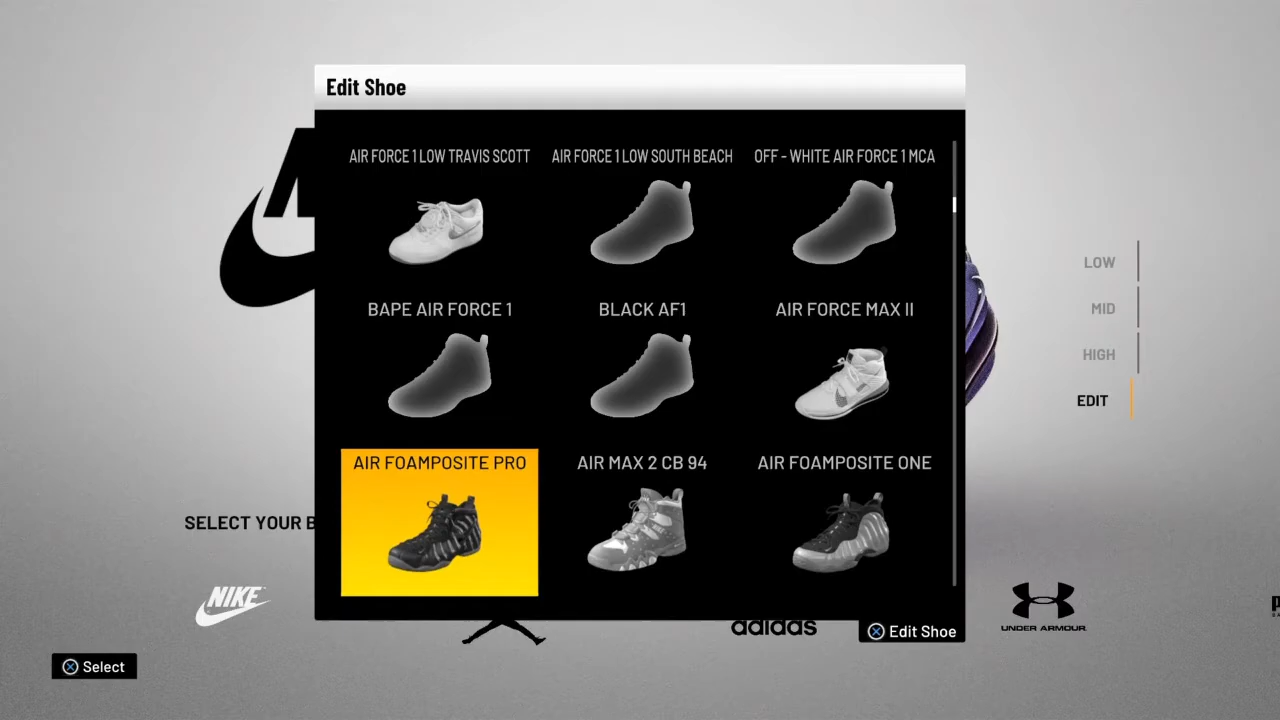 Edit Shoe
AIR FORCE 1 LOW TRAVIS SCOTT
AIR FORCE 1 LOW SOUTH BEACH
OFF - WHITE AIR FORCE 1 MCA
BAPE AIR FORCE 1
BLACK AF1
AIR FORCE MAX II
AIR FOAMPOSITE PRO
AIR MAX 2 CB 94
AIR FOAMPOSITE ONE
LOW
MID
HIGH
EDIT
SELECT YOUR B
NIKE
adidas
UNDER ARMOUR
Edit Shoe
Select